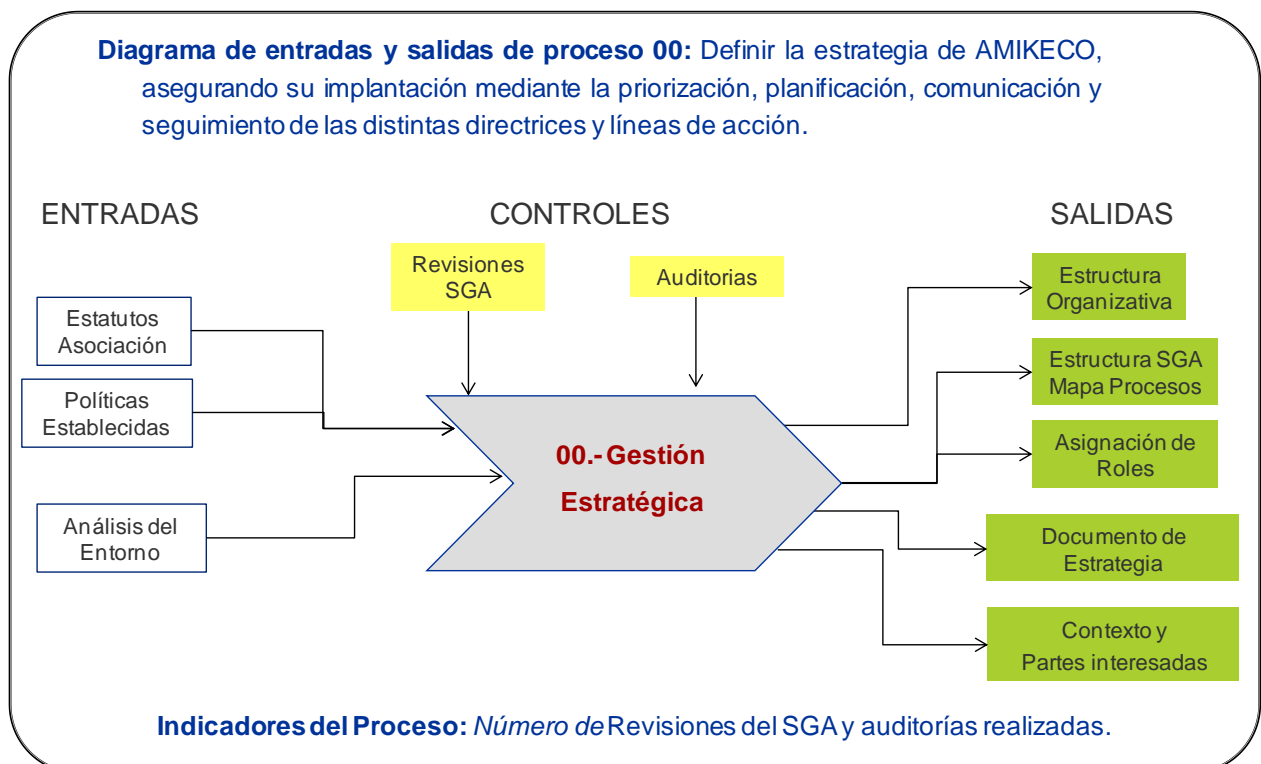 Diagrama de entradas y salidas de proceso 00: Definir la estrategia de AMIKECO,
asegurando su implantación mediante la priorización, planificación, comunicación y
seguimiento de las distintas directrices y líneas de acción.
ENTRADAS
CONTROLES
SALIDAS
Revisiones
SGA
Auditorias
Estatutos
Asociación
Políticas
Establecidas
Análisis del
Entorno
00.- Gestión
Estratégica
Estructura
Organizativa
Estructura SGA
Mapa Procesos
Asignación de
Roles
Documento de
Estrategia
Contexto y
Partes interesadas
Indicadores del Proceso: Número de Revisiones del SGA y auditorías realizadas.